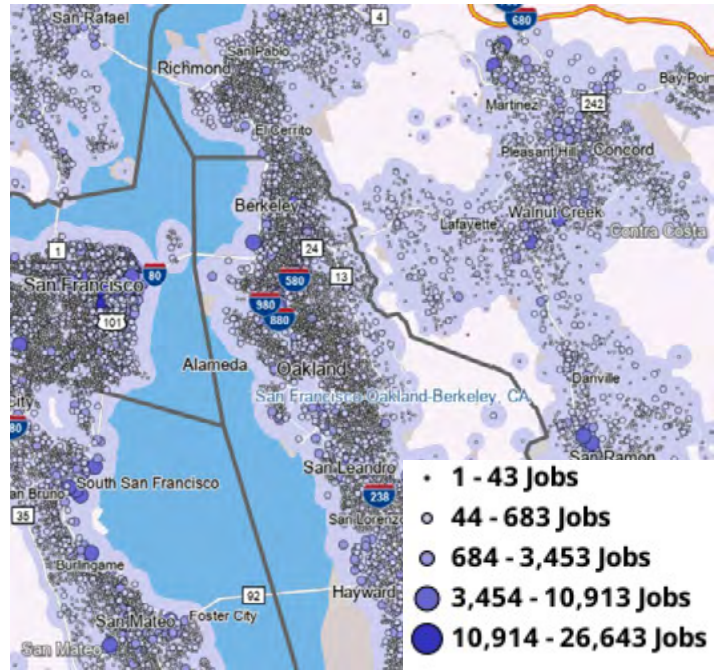 680
San Rafael
4
San Pablo
Richmond
Bay Poin
Martinez
242
El Cerrito
Pleasant Hill
Concord
Berkeley
Walnut Creek
Lafayette
Contra Costa
1
24
80
580
13
San Francisco
980
101
880
Alameda
Oakland
Danville
San Francisco-Oakland-Berkeley, CA
City
80
San Ramon
San Leandro
South San Francisco
an Bruno
238
35
San Lorenzo
Burlingame
92
Hayward
San Mateo
Foster City
San Mateo
1 - 43 Jobs
44 - 683 Jobs
684 - 3,453 Jobs
3,454 - 10,913 Jobs
10,914 - 26,643 Jobs